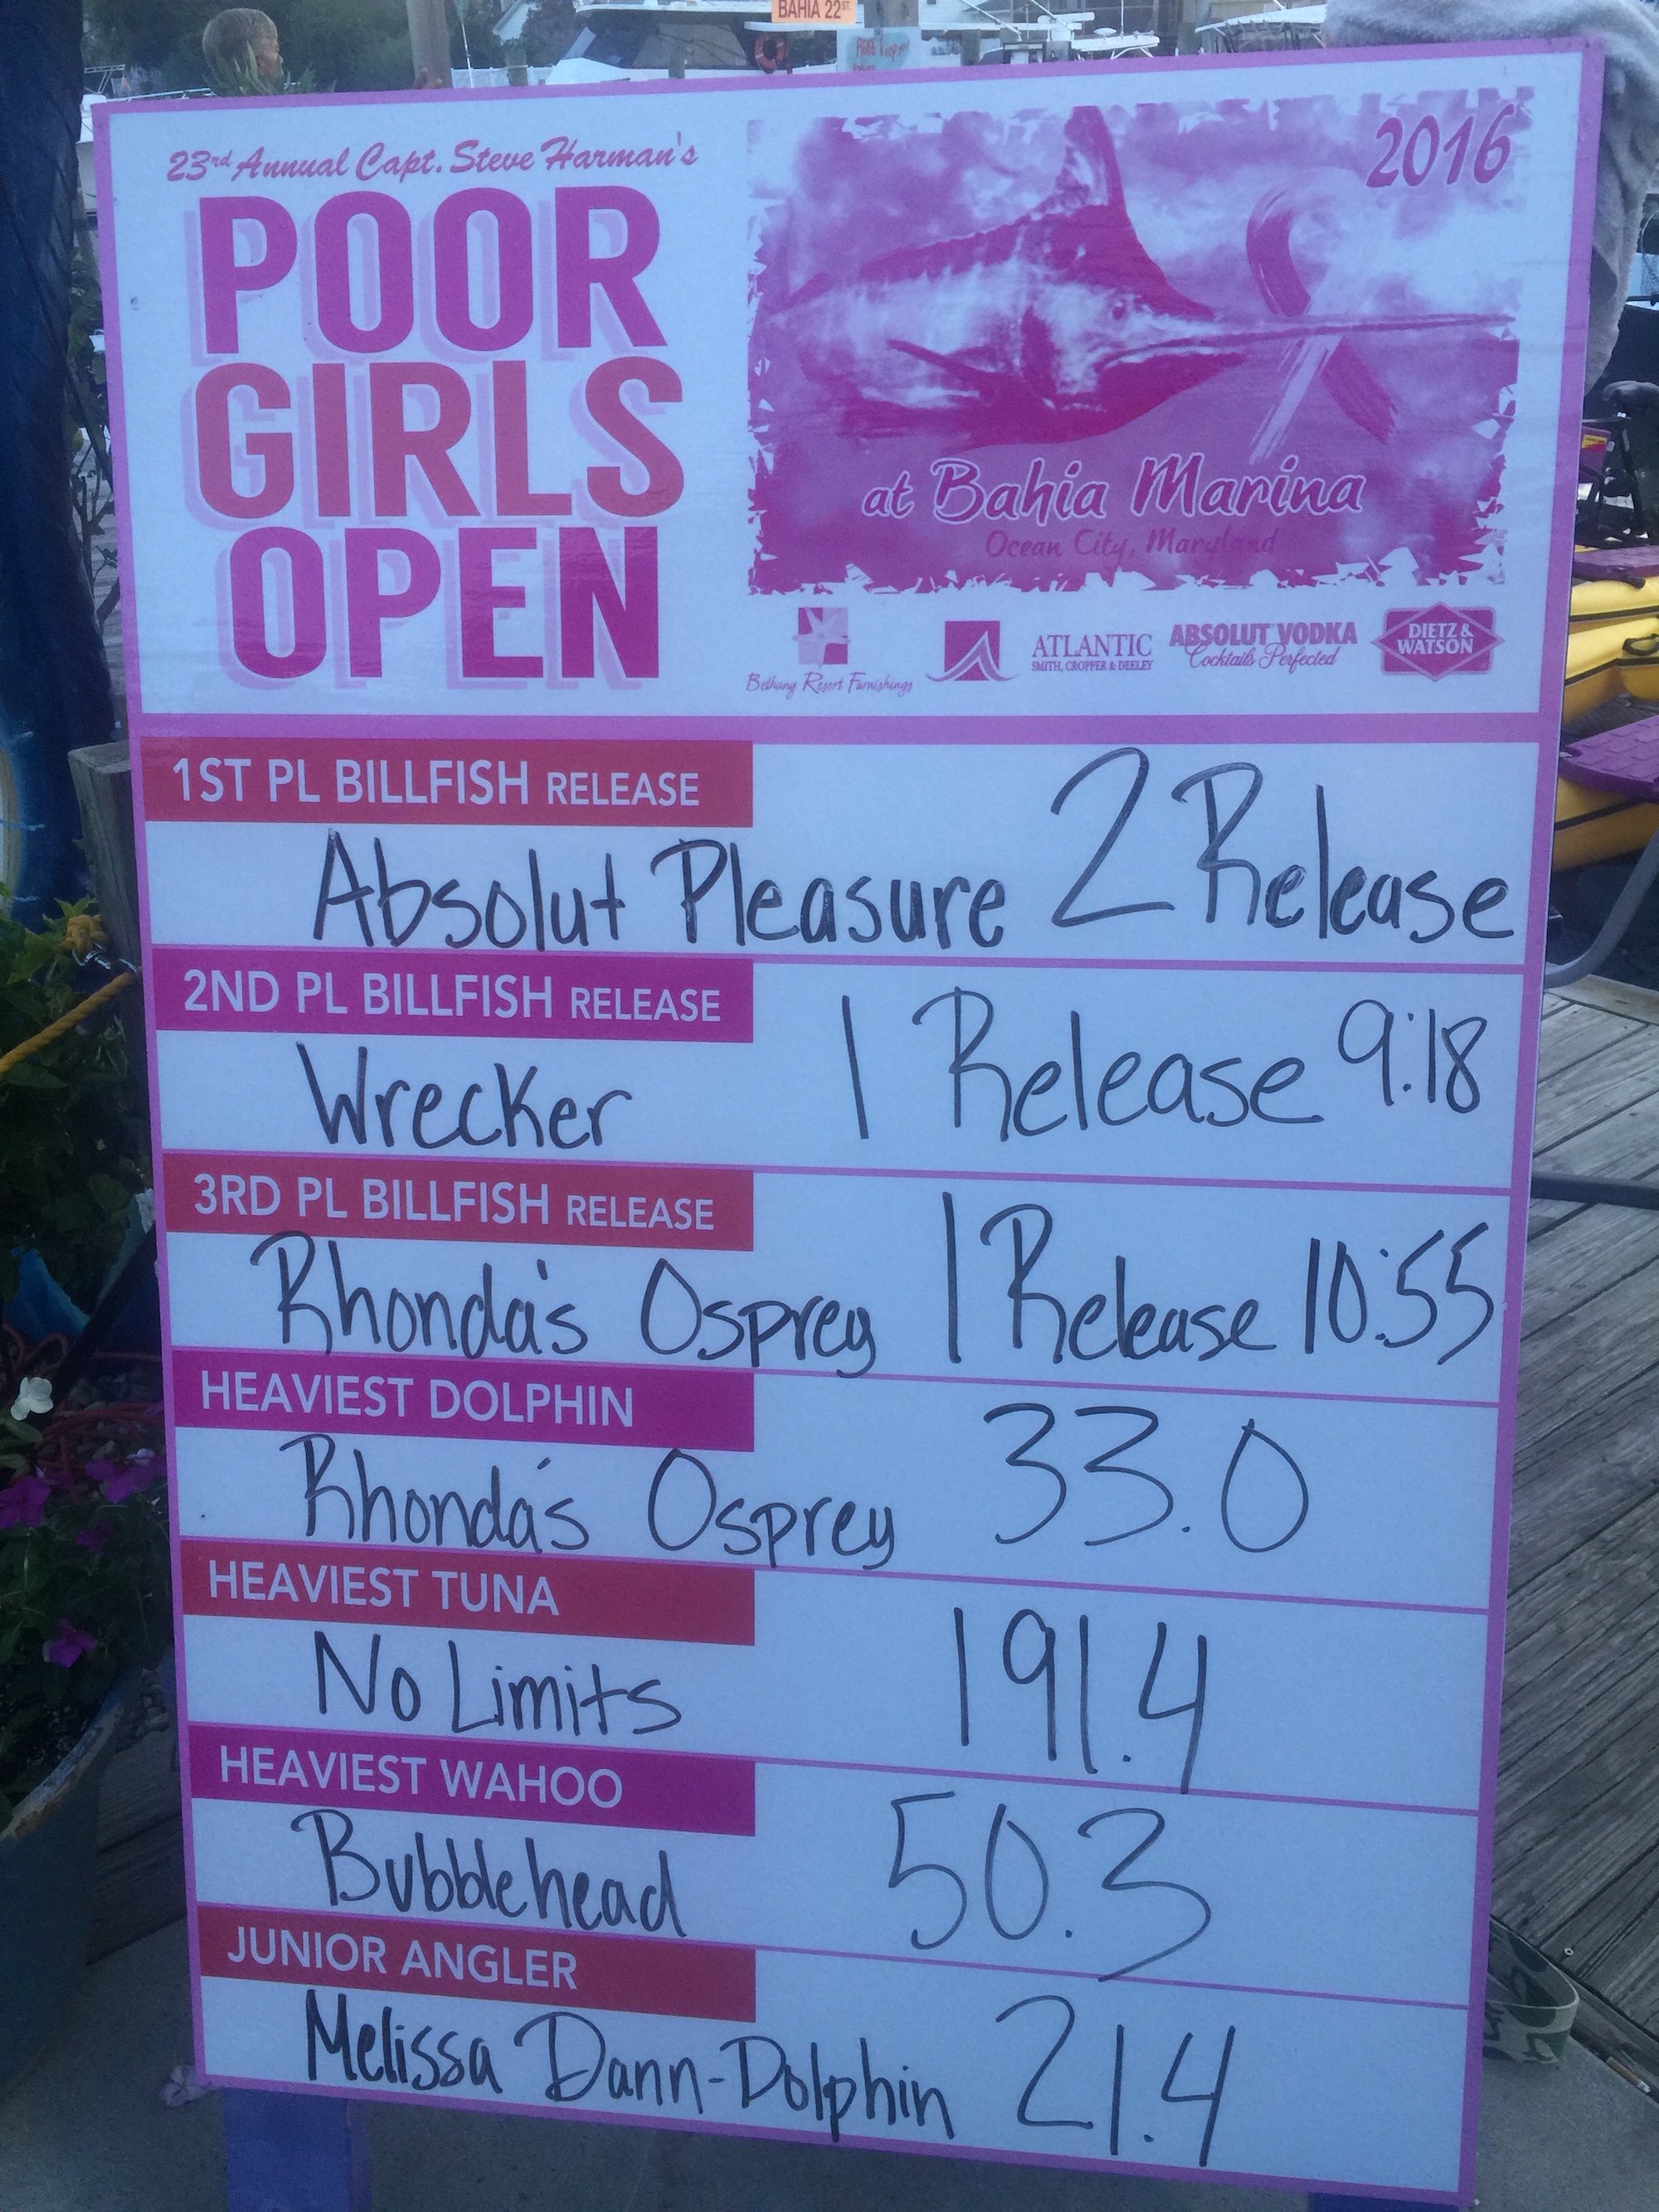 BAHIA 22ST.
23rd Annual Capt. Steve Harman's
POOR
GIRLS
OPEN
2016
at Bahia Marina
Ocean City, Maryland
Bethany Resort Furnishings
ATLANTIC
SMITH, CROPPER & DEELEY
ABSOLUT VODKA
Cocktails Perfected
DIETZ &
WATSON
1ST PL BILLFISH RELEASE
Absolut Pleasure 2 Release
2ND PL BILLFISH RELEASE
Wrecker 1 Release 9:18
3RD PL BILLFISH RELEASE
Rhonda's Osprey 1 Release 10:55
HEAVIEST DOLPHIN
Rhonda's Osprey 33.0
HEAVIEST TUNA
No Limits 191.4
HEAVIEST WAHOO
Bubblehead 50.3
JUNIOR ANGLER
Melissa Dann-Dolphin 21.4